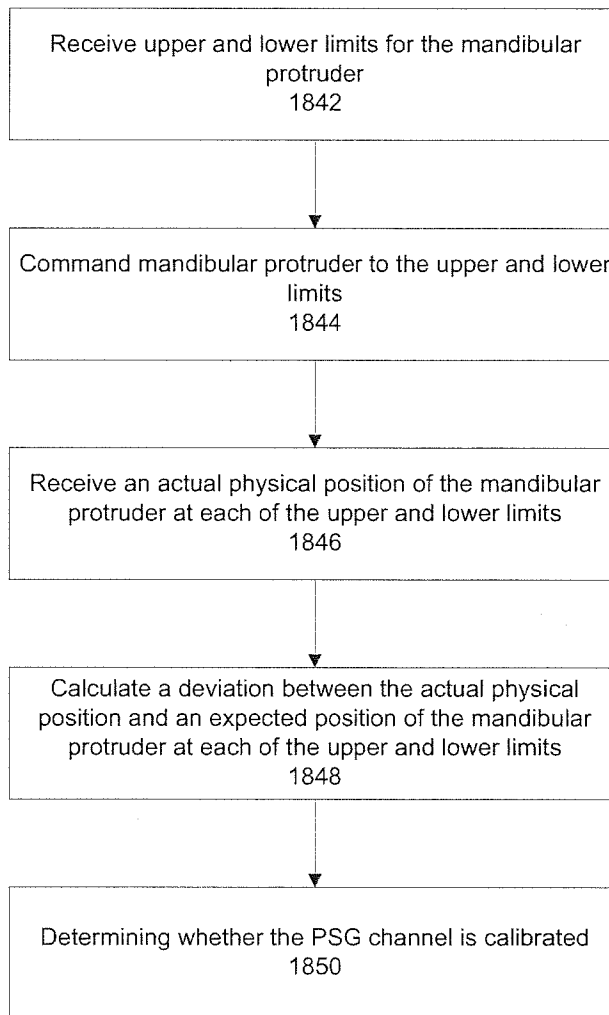 Receive upper and lower limits for the mandibular
protruder
1842
Command mandibular protruder to the upper and lower
limits
1844
Receive an actual physical position of the mandibular
protruder at each of the upper and lower limits
1846
Calculate a deviation between the actual physical
position and an expected position of the mandibular
protruder at each of the upper and lower limits
1848
Determining whether the PSG channel is calibrated
1850